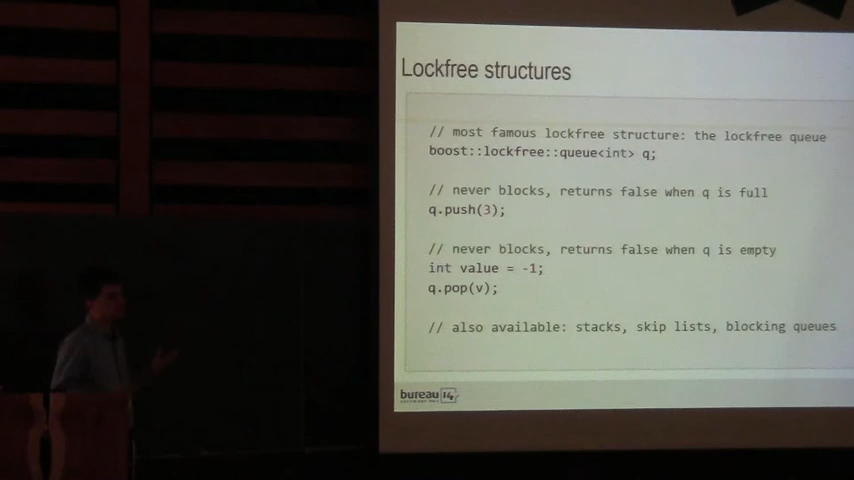 Lockfree structures
// most famous lockfree structure: the lockfree queue
boost::lockfree::queue<int> q;
// never blocks, returns false when q is full
q.push(3);
// never blocks, returns false when q is empty
int value = -1;
q.pop(v);
// also available: stacks, skip lists, blocking queues
bureau 14